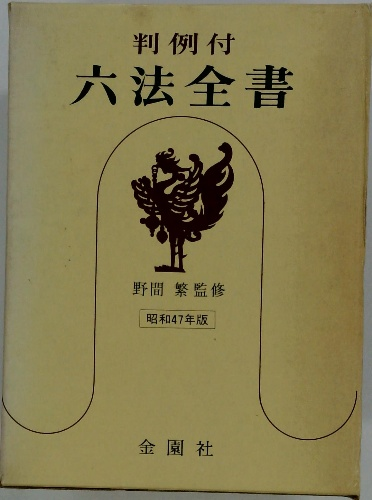 判例付
六法全書
野間 繁監修
昭和47年版
金園社